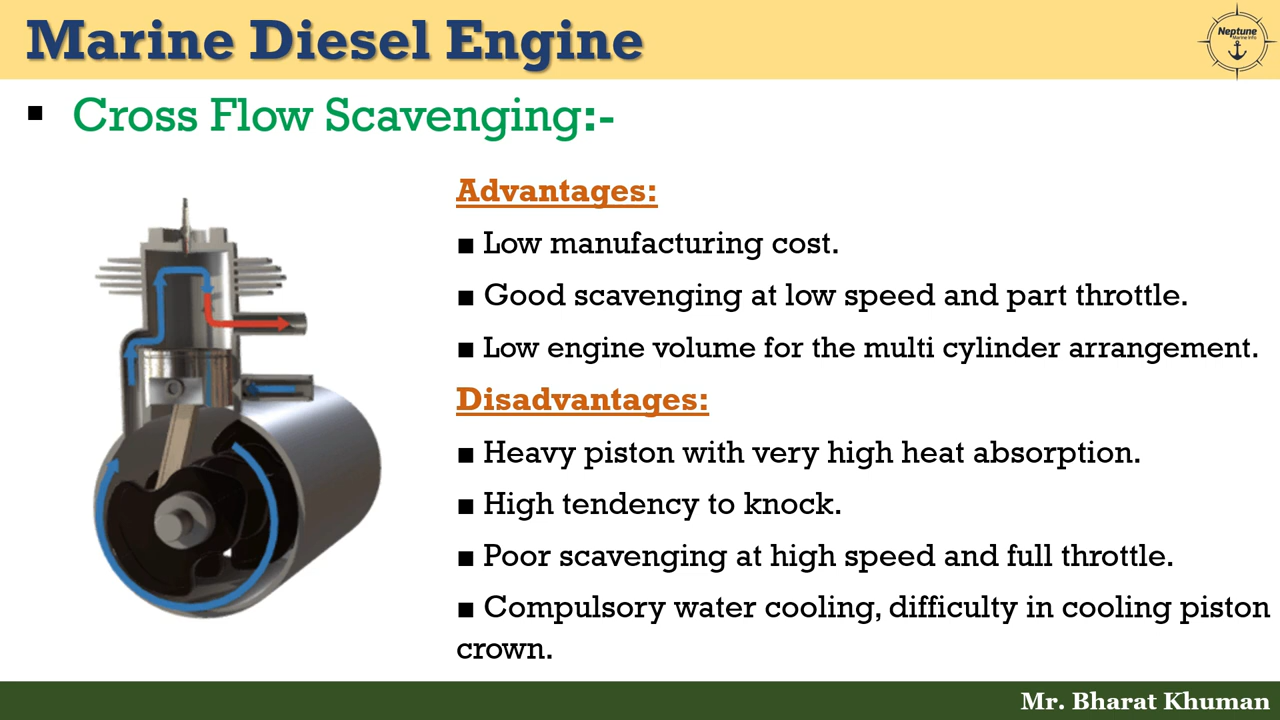 Marine Diesel Engine
Neptune
Marine Info
▪ Cross Flow Scavenging:-
Advantages:
■ Low manufacturing cost.
■ Good scavenging at low speed and part throttle.
■ Low engine volume for the multi cylinder arrangement.
Disadvantages:
■ Heavy piston with very high heat absorption.
■ High tendency to knock.
■ Poor scavenging at high speed and full throttle.
■ Compulsory water cooling, difficulty in cooling piston
crown.
Mr. Bharat Khuman